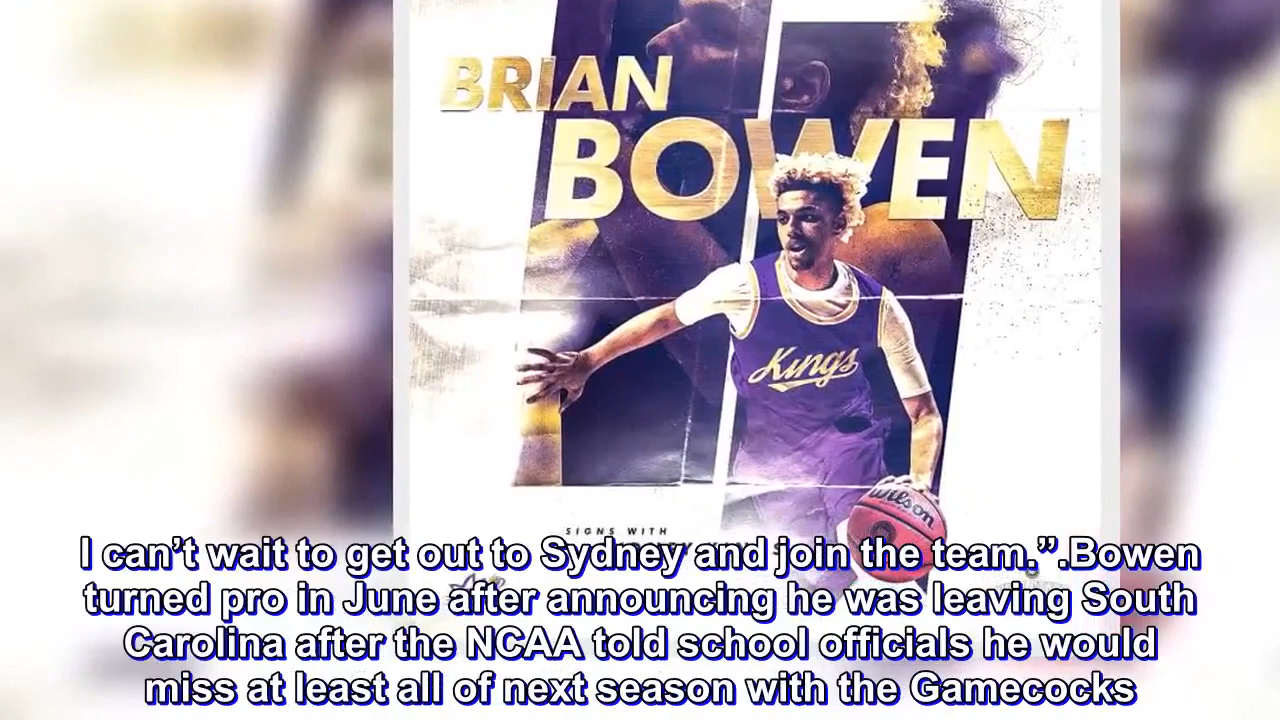 BRIAN
BOWEN
Kings
Wilson
SIGNS WITH
I can’t wait to get out to Sydney and join the team.”.Bowen
turned pro in June after announcing he was leaving South
Carolina after the NCAA told school officials he would
miss at least all of next season with the Gamecocks